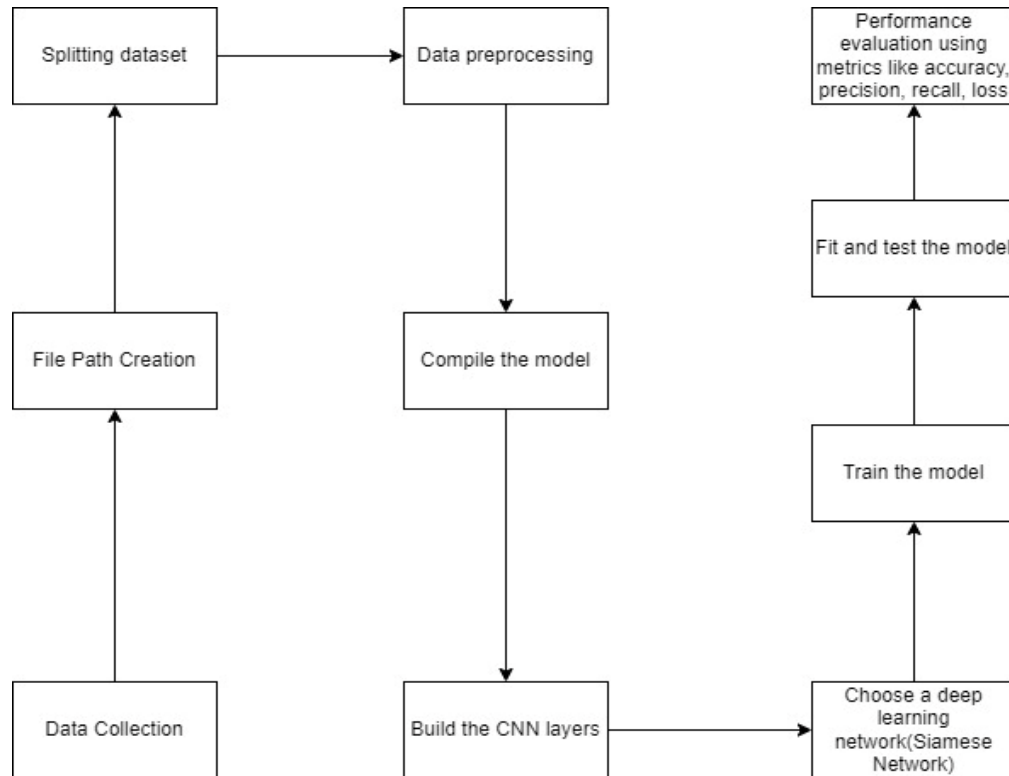 Splitting dataset
Data preprocessing
Performance
evaluation using
metrics like accuracy,
precision, recall, loss
Fit and test the model
File Path Creation
Compile the model
Train the model
Data Collection
Build the CNN layers
Choose a deep
learning
network(Siamese
Network)